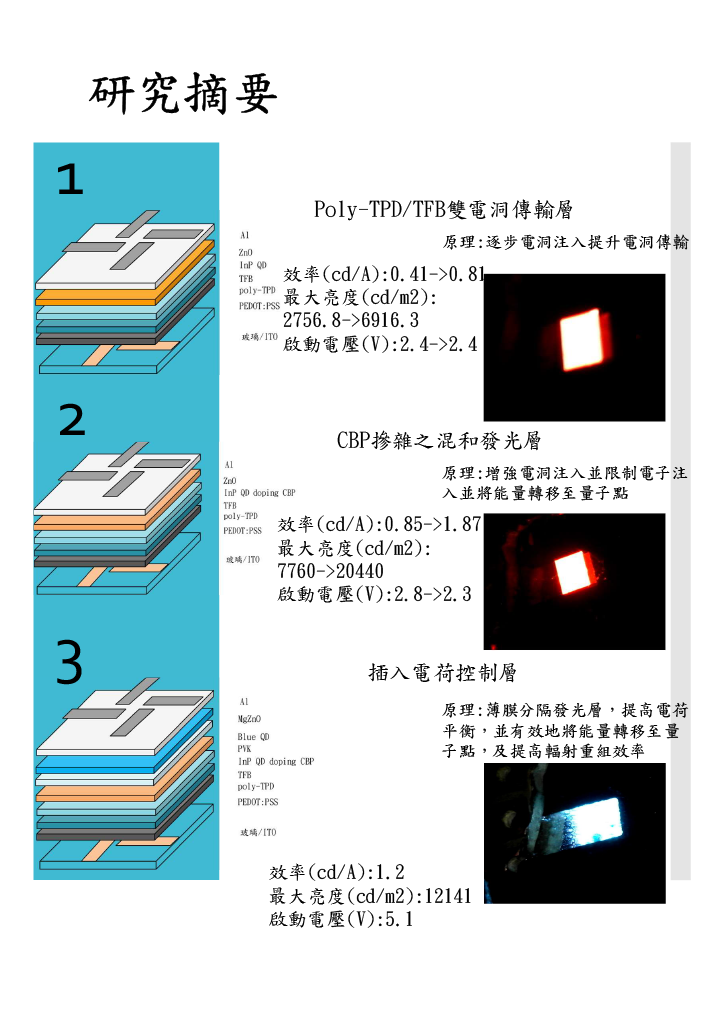 研究摘要
1
Poly-TPD/TFB雙電洞傳輸層
原理:逐步電洞注入提升電洞傳輸
Al
ZnO
InP QD
TFB
poly-TPD
PEDOT:PSS
玻璃/ITO
效率(cd/A):0.41->0.81
最大亮度(cd/m2):
2756.8->6916.3
啟動電壓(V):2.4->2.4
2
CBP摻雜之混和發光層
原理:增強電洞注入並限制電子注
入並將能量轉移至量子點
Al
ZnO
InP QD doping CBP
TFB
poly-TPD
PEDOT:PSS
玻璃/ITO
效率(cd/A):0.85->1.87
最大亮度(cd/m2):
7760->20440
啟動電壓(V):2.8->2.3
3
插入電荷控制層
原理:薄膜分隔發光層，提高電荷
平衡，並有效地將能量轉移至量
子點，及提高輻射重組效率
Al
MgZnO
Blue QD
PVK
InP QD doping CBP
TFB
poly-TPD
PEDOT:PSS
玻璃/ITO
效率(cd/A):1.2
最大亮度(cd/m2):12141
啟動電壓(V):5.1